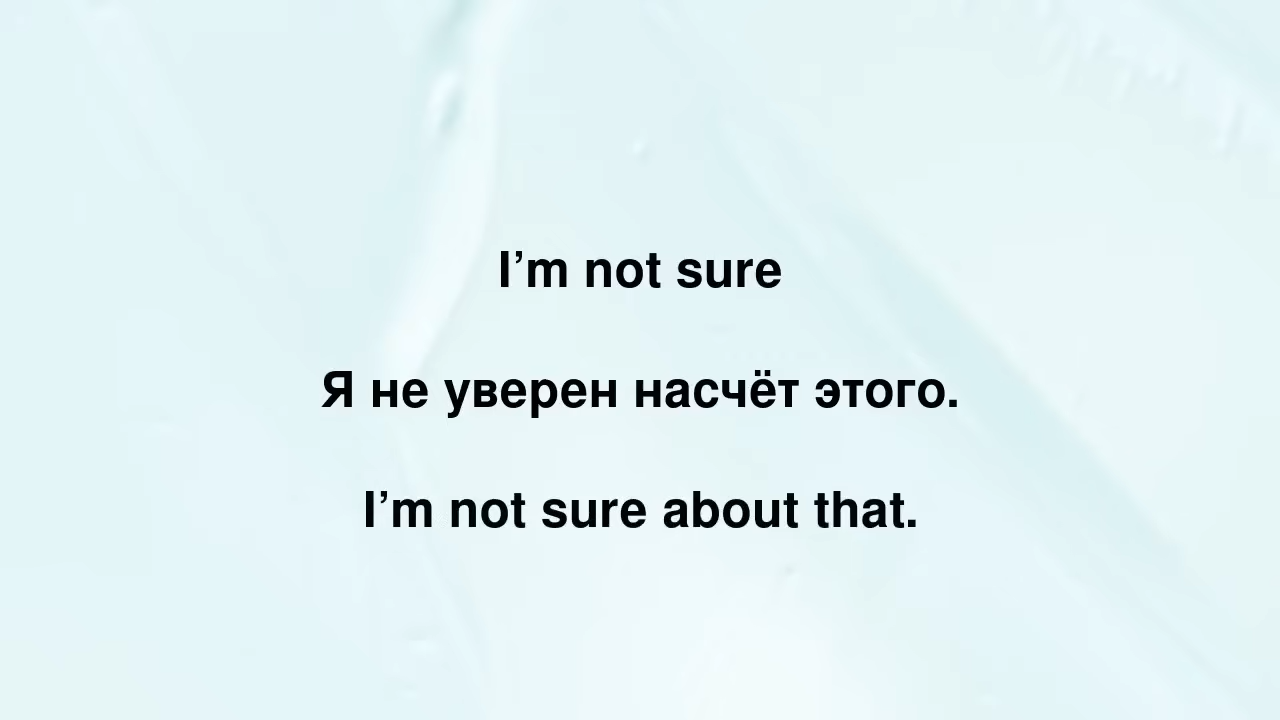 I’m not sure
Я не уверен насчёт этого.
I’m not sure about that.